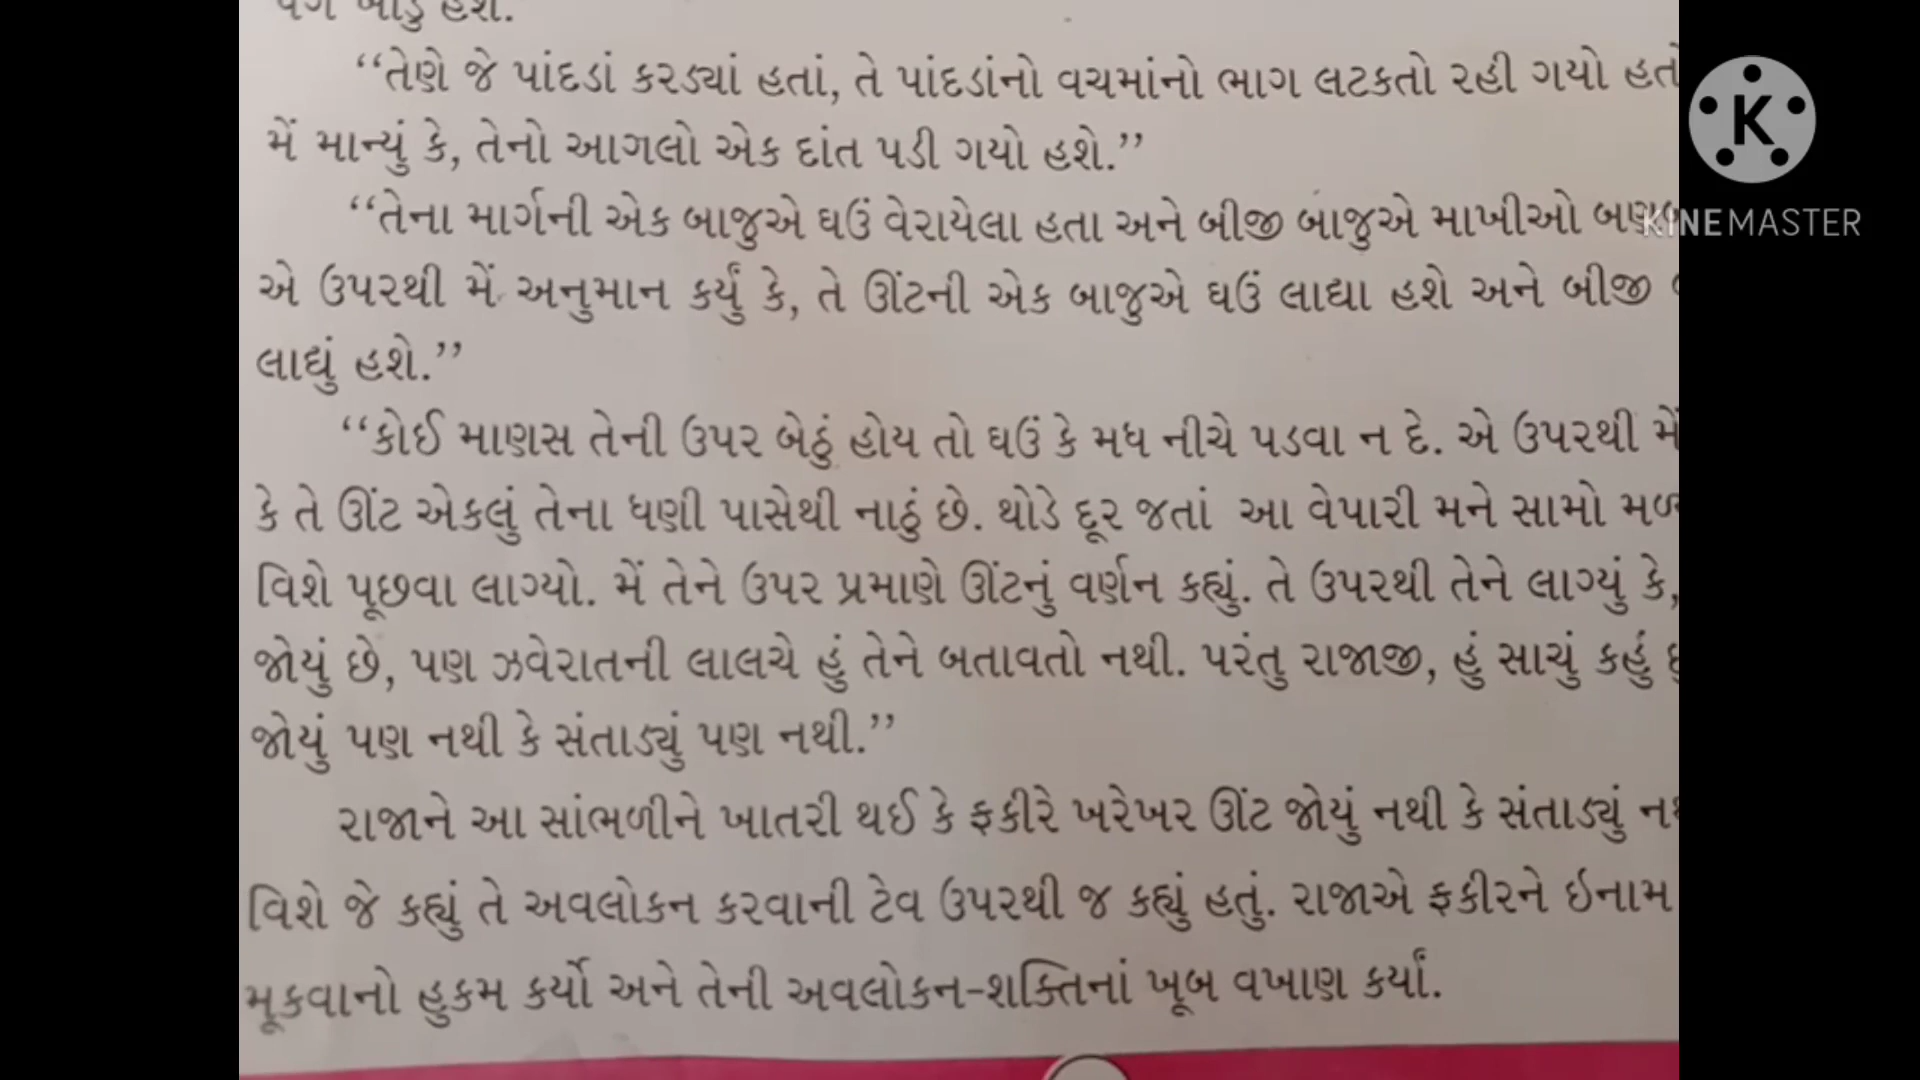 હશે.
“તેણે જે પાંદડાં કરડ્યાં હતાં, તે પાંદડાંનો વચમાંનો ભાગ લટકતો રહી ગયો
મેં માન્યું કે, તેનો આગલો એક દાંત પડી ગયો હશે.”
“તેના માર્ગની એક બાજુએ ઘઉં વેરાયેલા હતા અને બીજી બાજુએ માખીઓ
KINEMASTER
એ ઉપરથી મેં અનુમાન કર્યું કે, તે ઊંટની એક બાજુએ ઘઉં લાદ્યા હશે અને બીજી
લાદ્યું હશે.”
“કોઈ માણસ તેની ઉપર બેઠું હોય તો ઘઉં કે મધ નીચે પડવા ન દે. એ ઉપરથી મેં
કે તે ઊંટ એકલું તેના ધણી પાસેથી નાઠું છે. થોડે દૂર જતાં આ વેપારી મને સામો
વિશે પૂછવા લાગ્યો. મેં તેને ઉપર પ્રમાણે ઊંટનું વર્ણન કહ્યું. તે ઉપરથી તેને લાગ્યું કે,
જોયું છે, પણ ઝવેરાતની લાલચે હું તેને બતાવતો નથી. પરંતુ રાજાજી, હું સાચું કહું
જોયું પણ નથી કે સંતાડ્યું પણ નથી.”
રાજાને આ સાંભળીને ખાતરી થઈ કે ફકીરે ખરેખર ઊંટ જોયું નથી કે સંતાડ્યું
વિશે જે કહ્યું તે અવલોકન કરવાની ટેવ ઉપરથી જ કહ્યું હતું. રાજાએ ફકીરને ઇનામ
મૂકવાનો હુકમ કર્યો અને તેની અવલોકન-શક્તિનાં ખૂબ વખાણ કર્યાં.